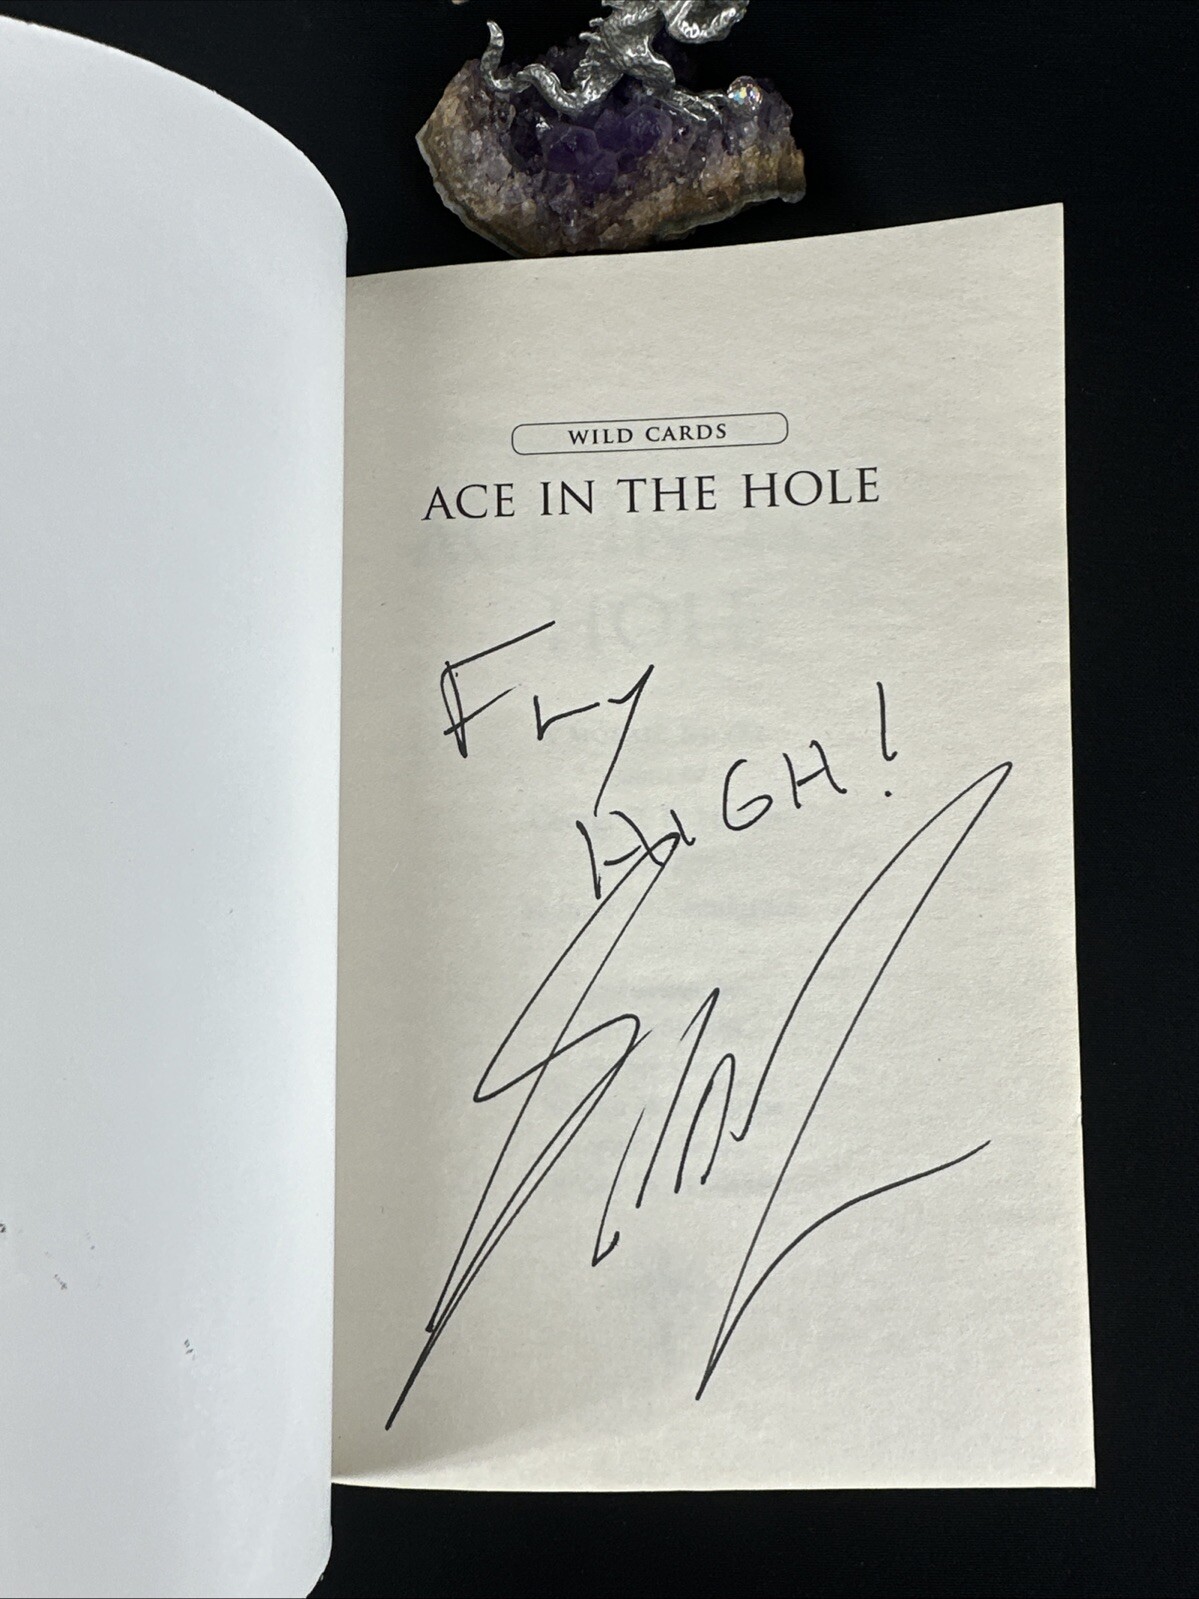 WILD CARDS
ACE IN THE HOLE
FLY
HIGH!